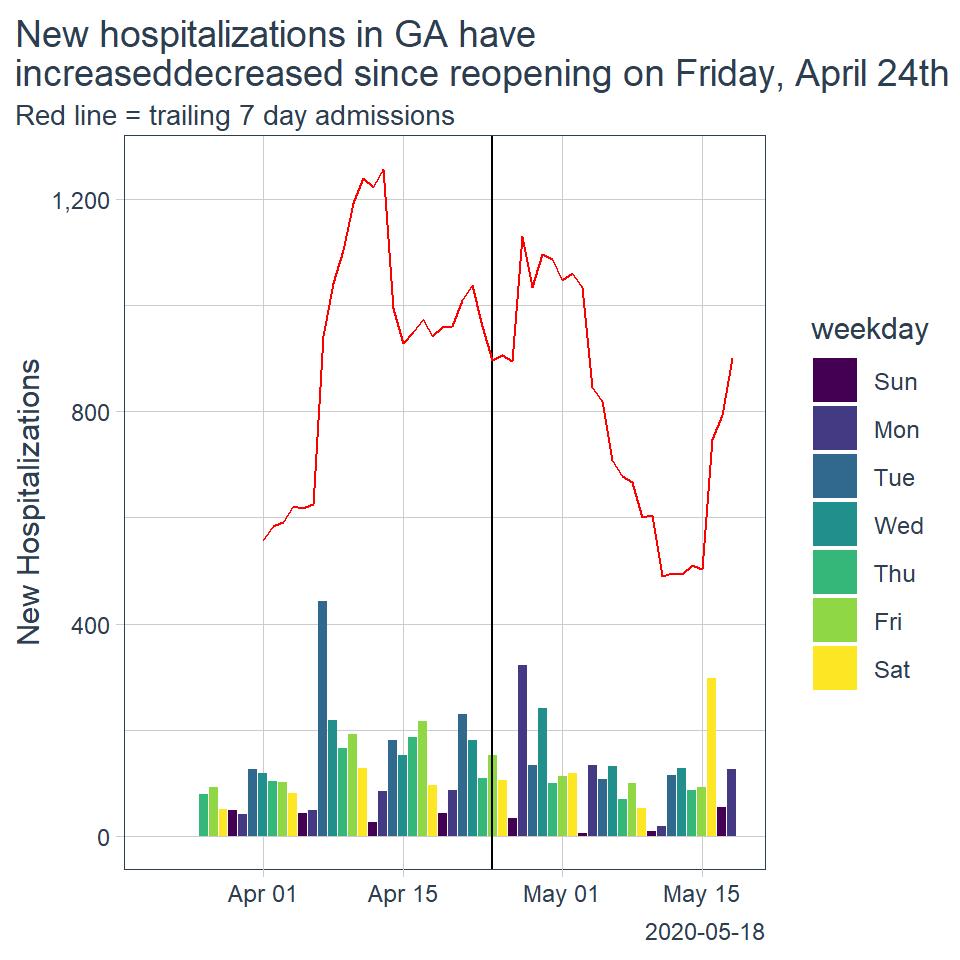 New hospitalizations in GA have
increaseddecreased since reopening on Friday, April 24th
Red line = trailing 7 day admissions
New Hospitalizations
1,200
800
400
0
Apr 01
Apr 15
May 01
May 15
2020-05-18
weekday
Sun
Mon
Tue
Wed
Thu
Fri
Sat